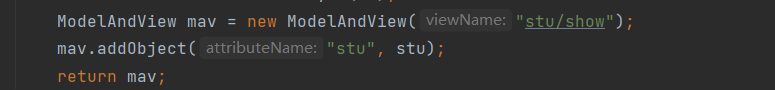 ModelAndView mav = new ModelAndView( viewName: "stu/show");
mav.addObject( attributeName: "stu", stu);
return mav;